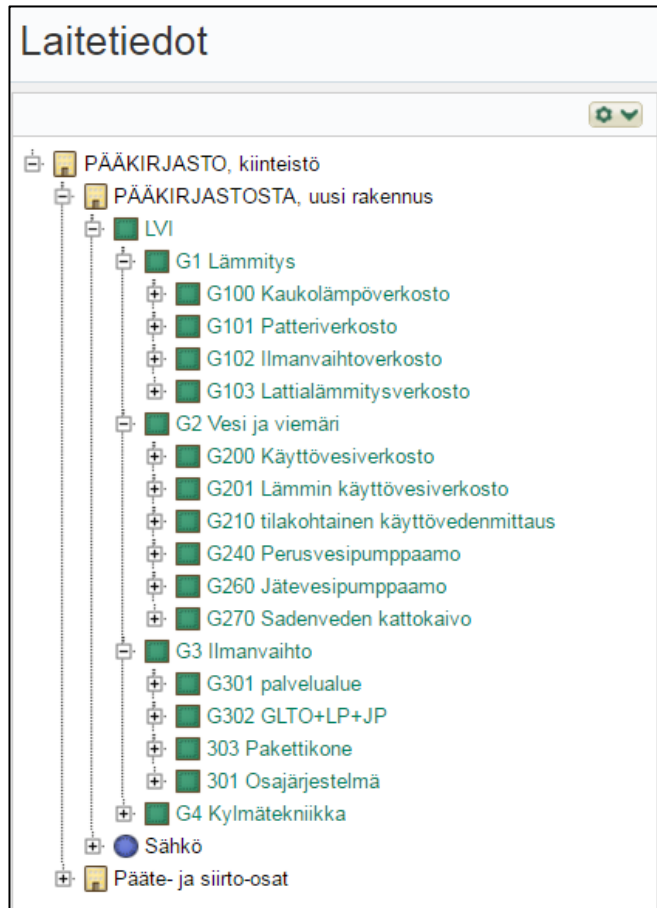 Laitetiedot
PÄÄKIRJASTO, kiinteistö
PÄÄKIRJASTOSTA, uusi rakennus
LVI
G1 Lämmitys
G100 Kaukolämpöverkosto
G101 Patteriverkosto
G102 Ilmanvaihtoverkosto
G103 Lattialämmitysverkosto
G2 Vesi ja viemäri
G200 Käyttövesiverkosto
G201 Lämmin käyttövesiverkosto
G210 tilakohtainen käyttövedenmittaus
G240 Perusvesipumppaamo
G260 Jätevesipumppaamo
G270 Sadenveden kattokaivo
G3 Ilmanvaihto
G301 palvelualue
G302 GLTO+LP+JP
303 Pakettikone
301 Osajärjestelmä
G4 Kylmätekniikka
Sähkö
Pääte- ja siirto-osat